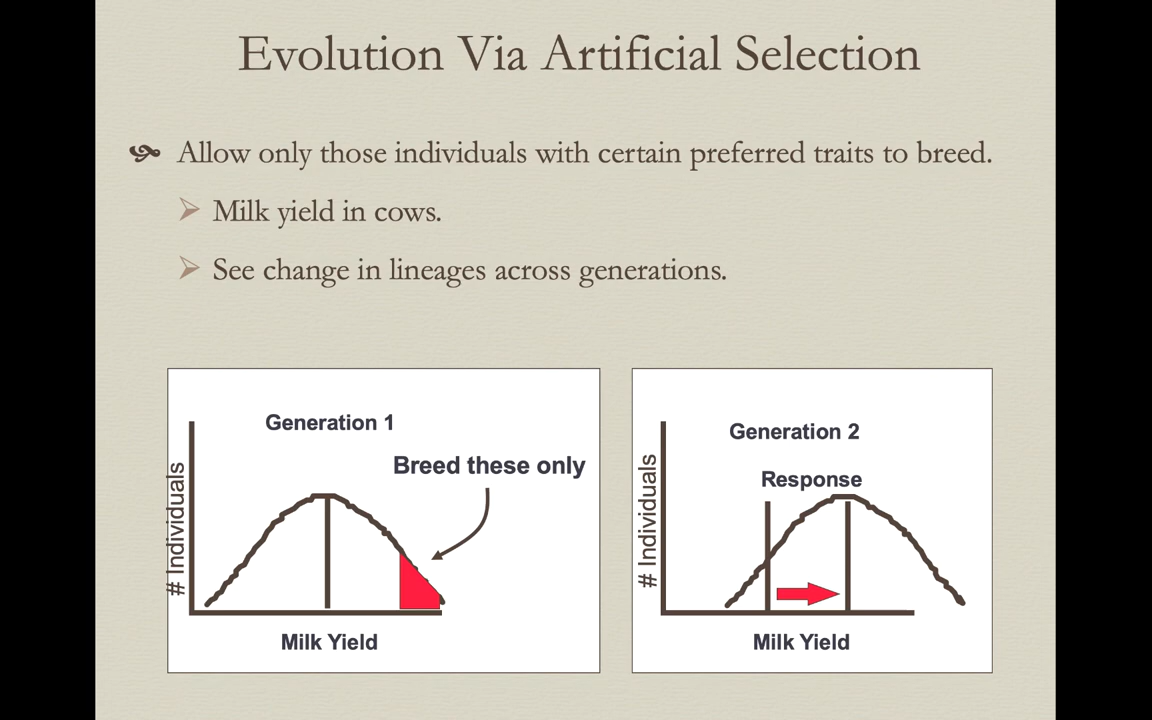 Evolution Via Artificial Selection
Allow only those individuals with certain preferred traits to breed.
Milk yield in cows.
See change in lineages across generations.
Generation 1
Breed these only
# Individuals
Milk Yield
Generation 2
Response
# Individuals
Milk Yield